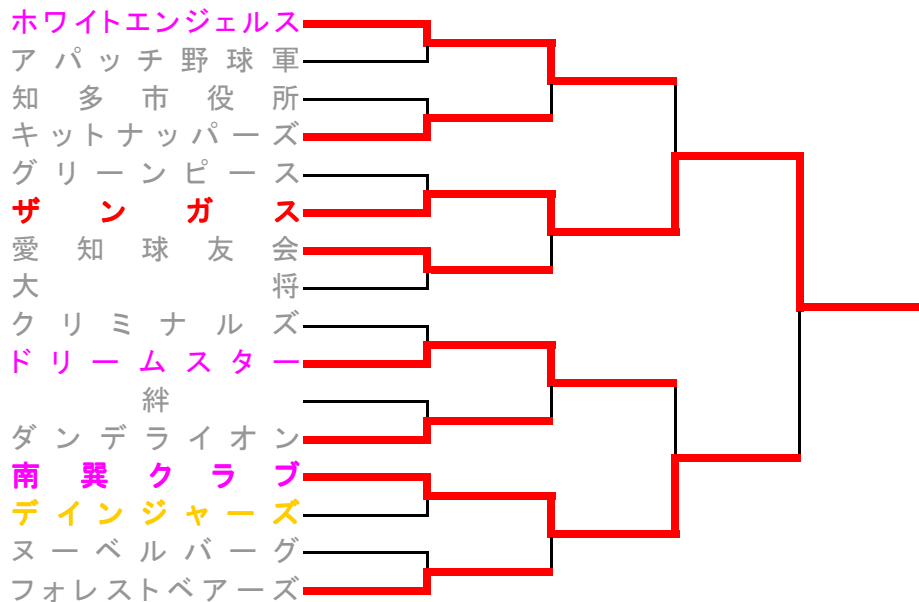 ホワイトエンジェルス
アパッチ野球軍
知多市役所
キットナッパーズ
グリーンピース
ザンガス
愛知球友会
大将
クリミナルズ
ドリームスター
絆
ダンデライオン
南巽クラブ
デインジャーズ
ヌーベルバーグ
フォレストベアーズ